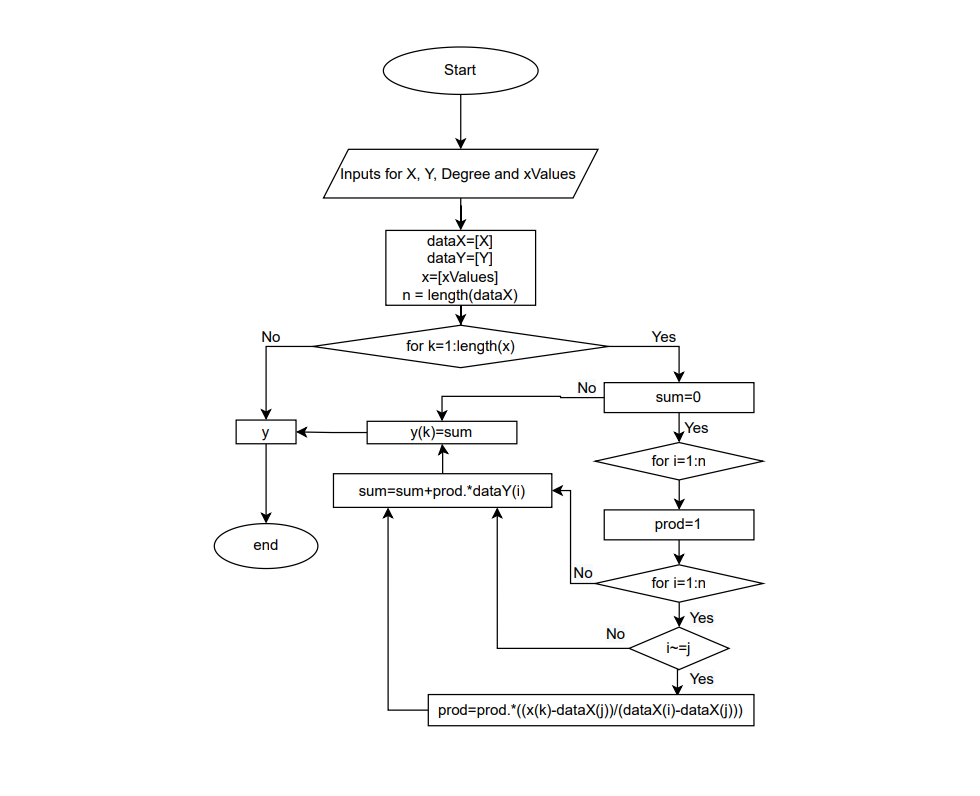 Start
Inputs for X, Y, Degree and xValues
dataX=[X]
dataY=[Y]
x=[xValues]
n = length(dataX)
No
for k=1:length(x)
Yes
No
sum=0
Yes
y
y(k)=sum
for i=1:n
sum=sum+prod.*dataY(i)
prod=1
end
No
for i=1:n
Yes
No
i~=j
Yes
prod=prod.*((x(k)-dataX(j))/(dataX(i)-dataX(j)))